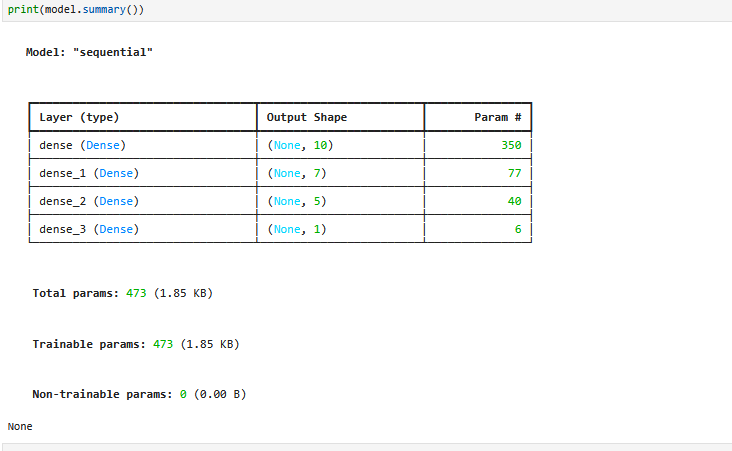 print(model.summary())
Model: "sequential"
Layer (type) Output Shape Param #
dense (Dense) (None, 10) 350
dense_1 (Dense) (None, 7) 77
dense_2 (Dense) (None, 5) 40
dense_3 (Dense) (None, 1) 6
Total params: 473 (1.85 KB)
Trainable params: 473 (1.85 KB)
Non-trainable params: 0 (0.00 B)
None